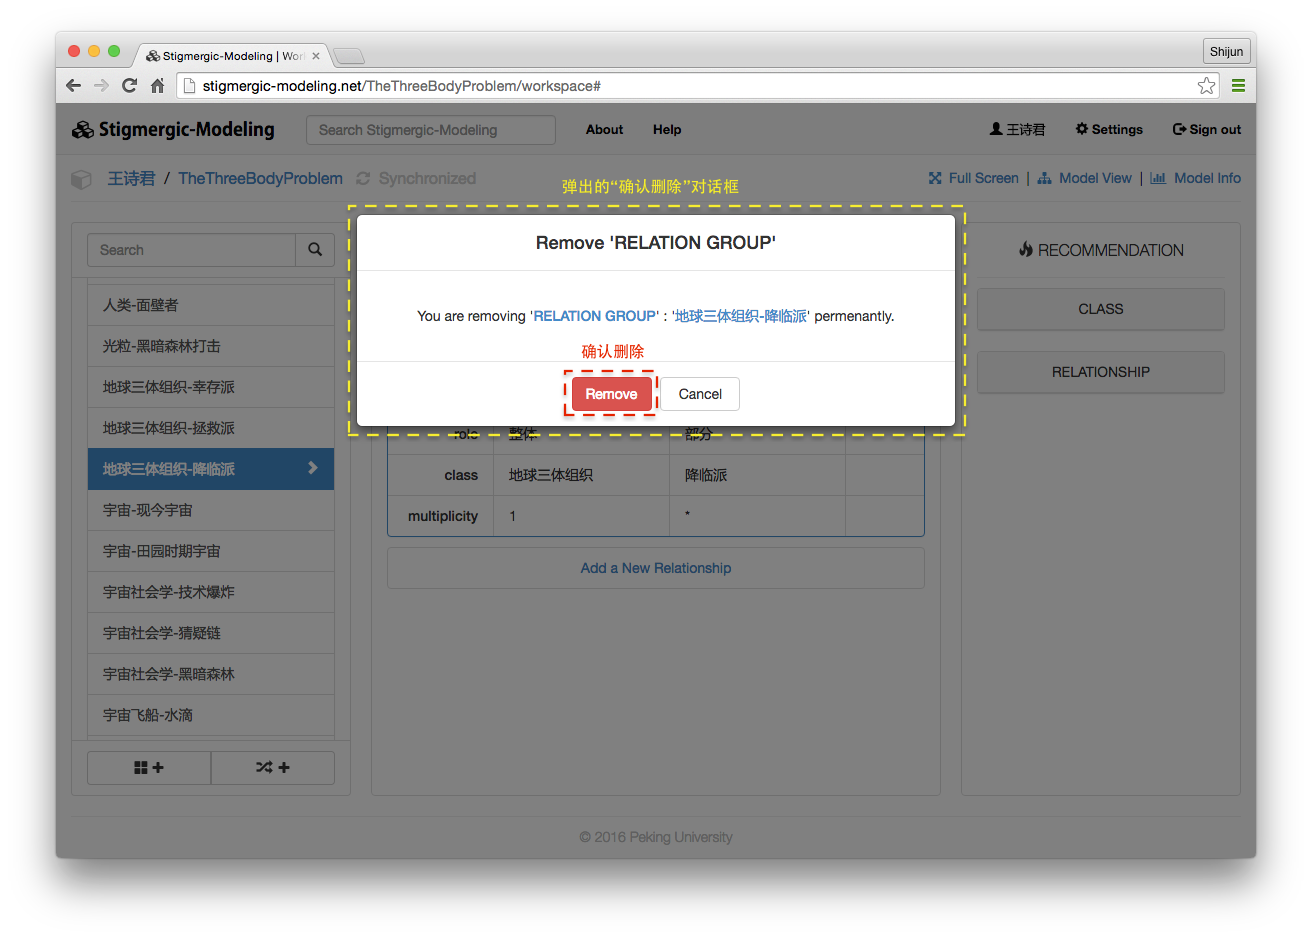 Stigmergic-Modeling | Wor
Shijun
stigmergic-modeling.net/TheThreeBodyProblem/workspace#
Stigmergic-Modeling
Search Stigmergic-Modeling
About
Help
王诗君
Settings
Sign out
王诗君 / TheThreeBodyProblem
Synchronized
Full Screen |
Model View |
Model Info
弹出的“确认删除”对话框
Search
人类-面壁者
光粒-黑暗森林打击
地球三体组织-幸存派
地球三体组织-拯救派
地球三体组织-降临派
宇宙-现今宇宙
宇宙-田园时期宇宙
宇宙社会学-技术爆炸
宇宙社会学-猜疑链
宇宙社会学-黑暗森林
宇宙飞船-水滴
Remove 'RELATION GROUP'
You are removing 'RELATION GROUP' : '地球三体组织-降临派' permenantly.
确认删除
Remove
Cancel
role 整体 部分
class 地球三体组织 降临派
multiplicity 1 *
Add a New Relationship
RECOMMENDATION
CLASS
RELATIONSHIP
© 2016 Peking University